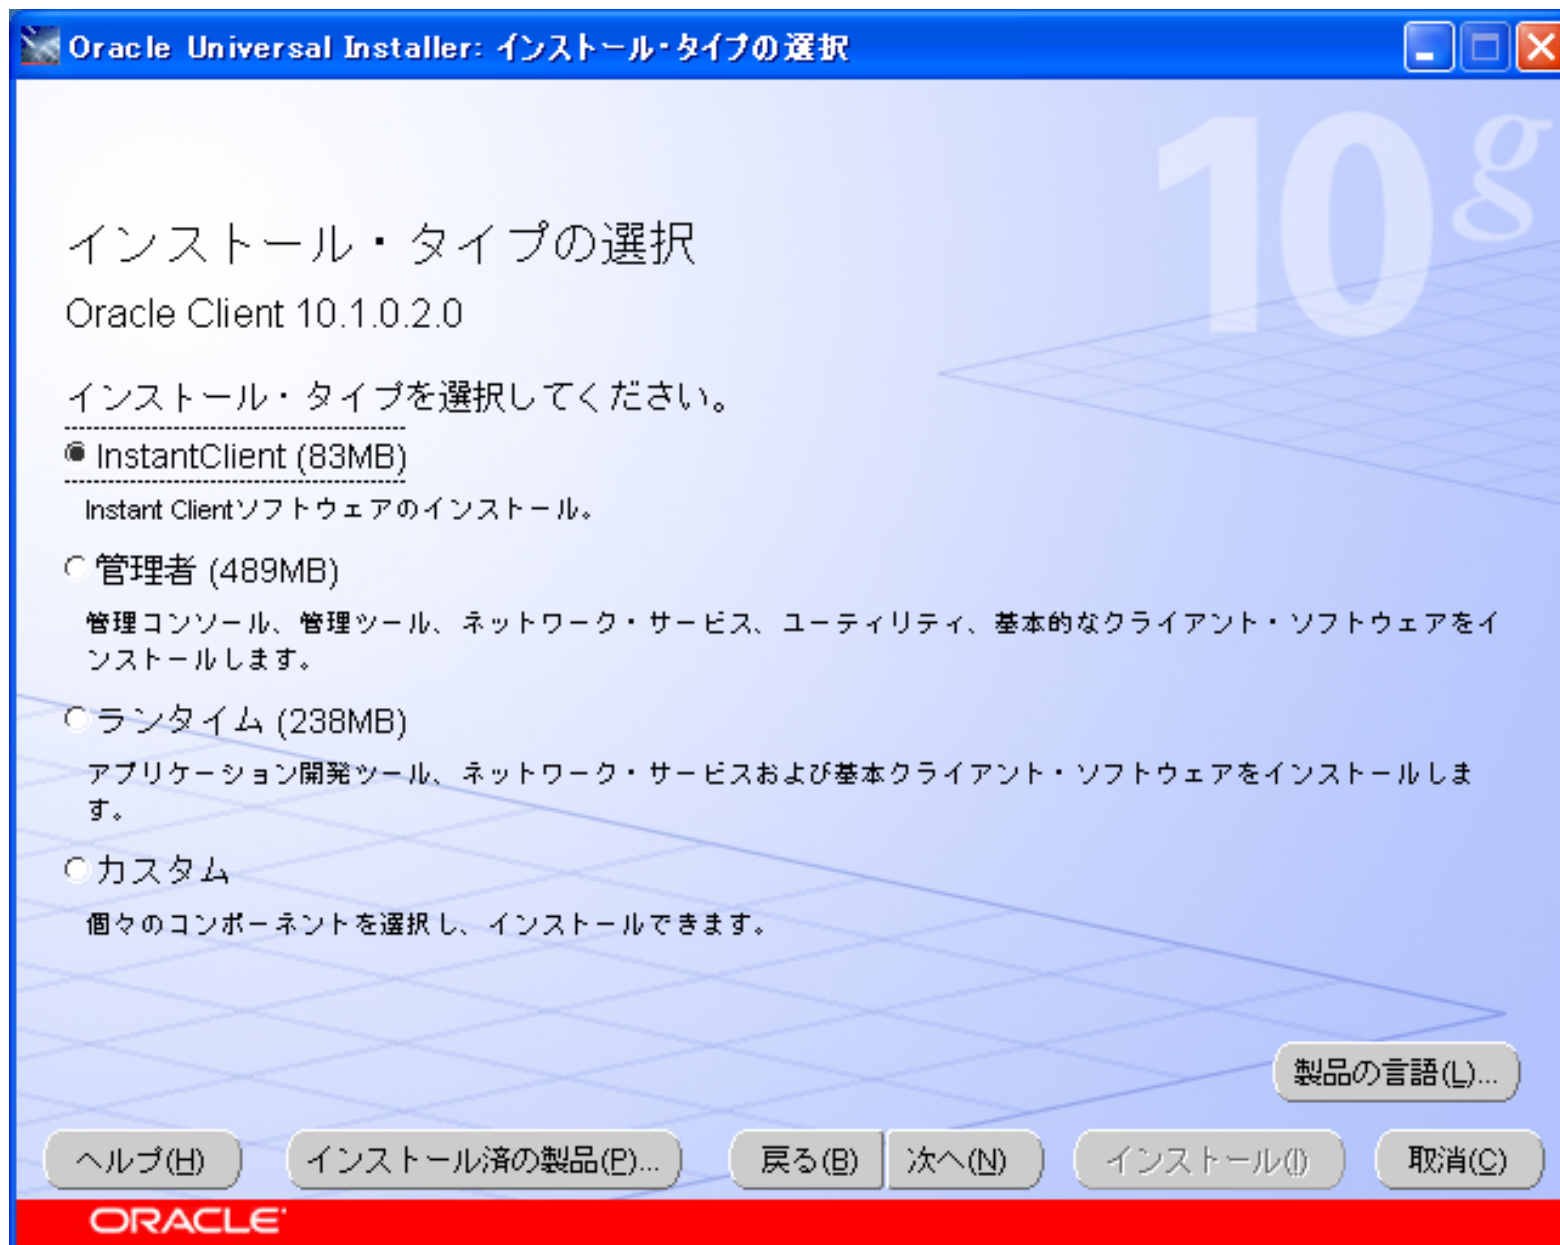 Oracle Universal Installer: インストール・タイプの選択
10g
インストール・タイプの選択
Oracle Client 10.1.0.2.0
インストール・タイプを選択してください。
InstantClient (83MB)
Instant Clientソフトウェアのインストール。
管理者 (489MB)
管理コンソール、管理ツール、ネットワーク・サービス、ユーティリティ、基本的なクライアント・ソフトウェアをイ
ンストールします。
ランタイム (238MB)
アプリケーション開発ツール、ネットワーク・サービスおよび基本クライアント・ソフトウェアをインストールしま
す。
カスタム
個々のコンポーネントを選択し、インストールできます。
製品の言語(L)...
ヘルプ(H) インストール済の製品(P)... 戻る(B) 次へ(N) インストール(I) 取消(C)
ORACLE